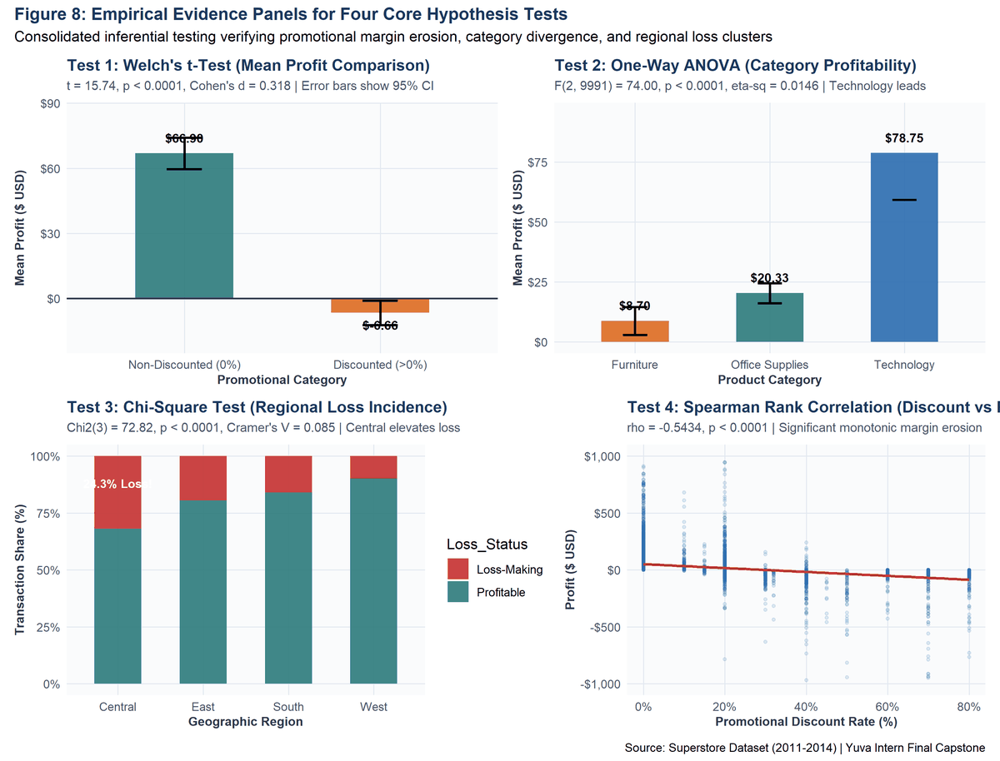 Figure 8: Empirical Evidence Panels for Four Core Hypothesis Tests
Consolidated inferential testing verifying promotional margin erosion, category divergence, and regional loss clusters
Test 1: Welch's t-Test (Mean Profit Comparison)
t = 15.74, p < 0.0001, Cohen's d = 0.318 | Error bars show 95% CI
Mean Profit ($ USD)
$90
$60
$30
$0
$66.90
$-6.66
Non-Discounted (0%)
Discounted (>0%)
Promotional Category
Test 2: One-Way ANOVA (Category Profitability)
F(2, 9991) = 74.00, p < 0.0001, eta-sq = 0.0146 | Technology leads
Mean Profit ($ USD)
$75
$50
$25
$0
$8.70
$20.33
$78.75
Furniture
Office Supplies
Technology
Product Category
Test 3: Chi-Square Test (Regional Loss Incidence)
Chi2(3) = 72.82, p < 0.0001, Cramer's V = 0.085 | Central elevates loss
Transaction Share (%)
100%
75%
50%
25%
0%
4.3% Los
Central
East
South
West
Geographic Region
Loss_Status
Loss-Making
Profitable
Test 4: Spearman Rank Correlation (Discount vs
rho = -0.5434, p < 0.0001 | Significant monotonic margin erosion
Profit ($ USD)
$1,000
$500
$0
-$500
-$1,000
0%
20%
40%
60%
80%
Promotional Discount Rate (%)
Source: Superstore Dataset (2011-2014) | Yuva Intern Final Capstone